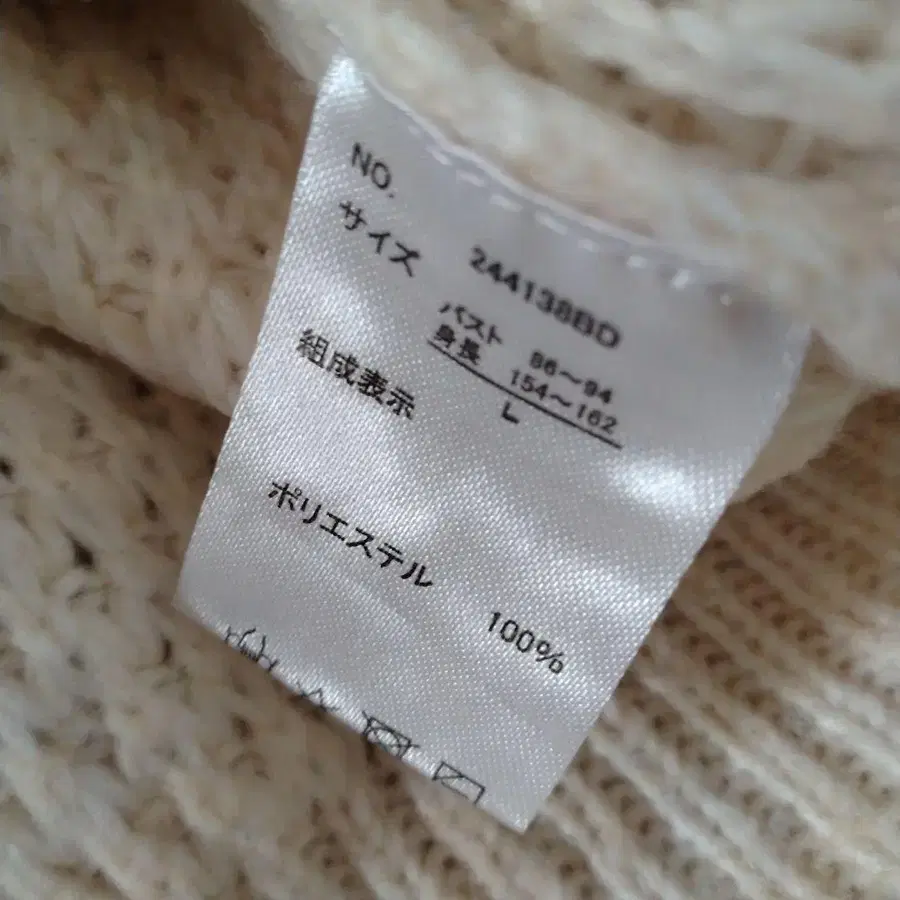 NO. 244138BD
サイズ
バスト 86～94
身長 154～162
L
組成表示
ポリエステル 100%